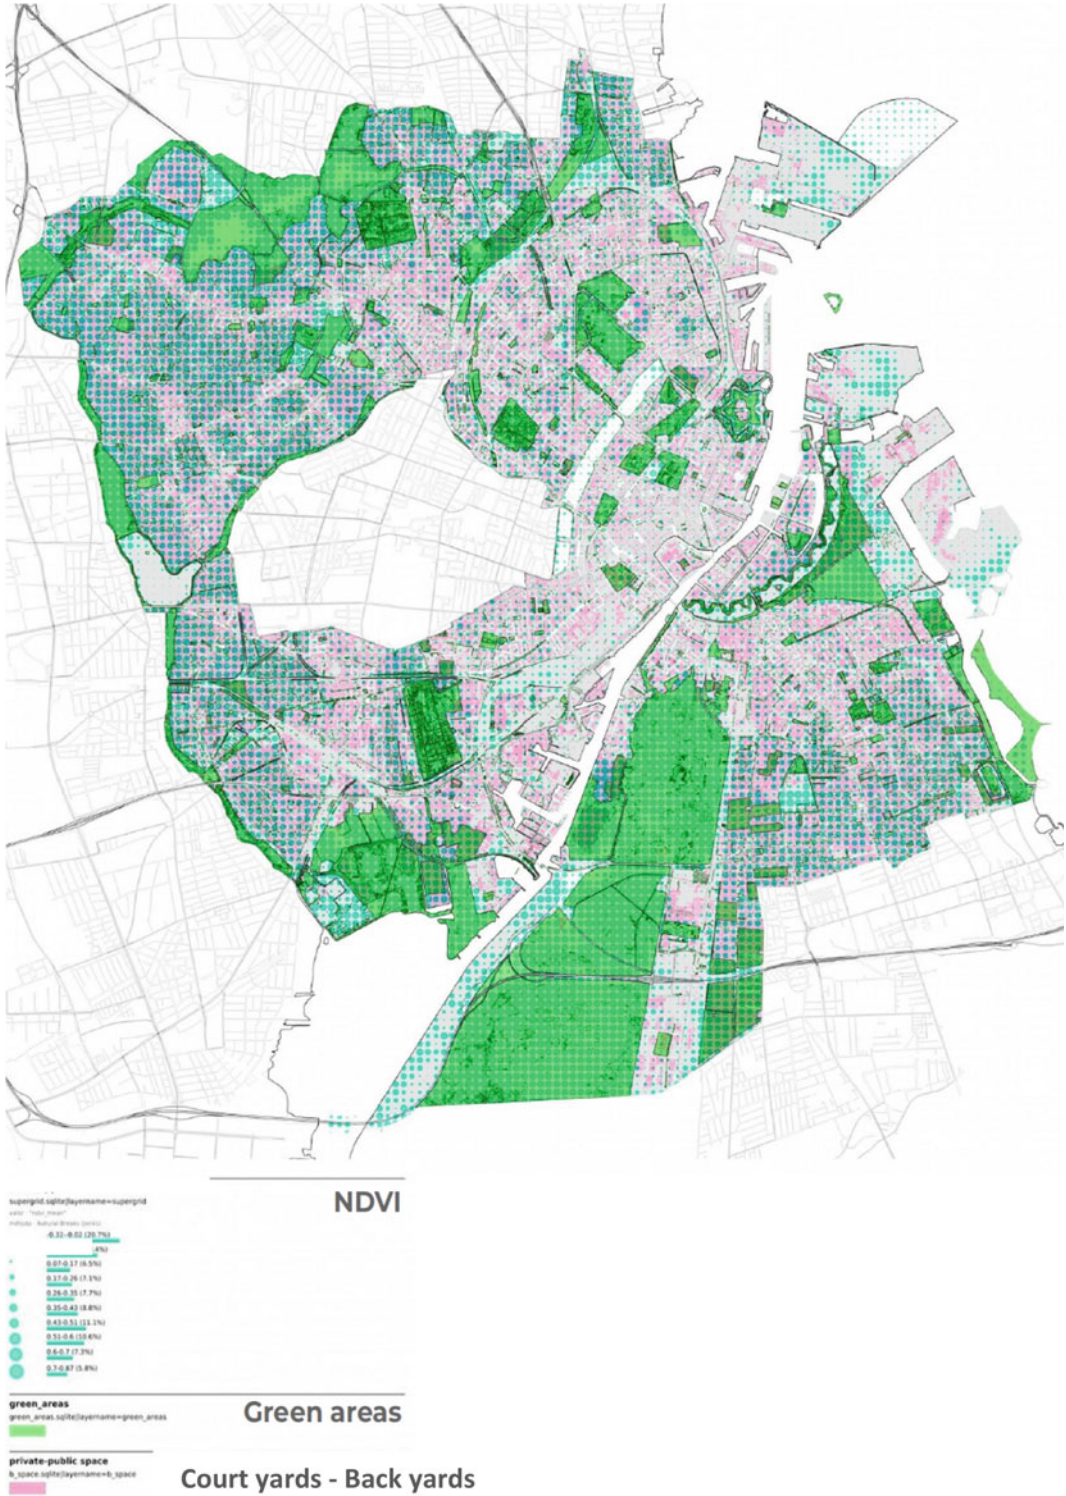 NDVI
supergrid.sqlite|layername=supergrid
-0.32--0.02 (20.7%)
.4%)
0.07-0.17 (6.5%)
0.17-0.26 (7.1%)
0.26-0.35 (7.7%)
0.35-0.43 (8.8%)
0.43-0.51 (11.1%)
0.51-0.6 (10.6%)
0.6-0.7 (7.3%)
0.7-0.87 (5.8%)
green_areas
green_areas.sqlite|layername=green_areas
Green areas
private-public space
b_space.sqlite|layername=b_space
Court yards - Back yards